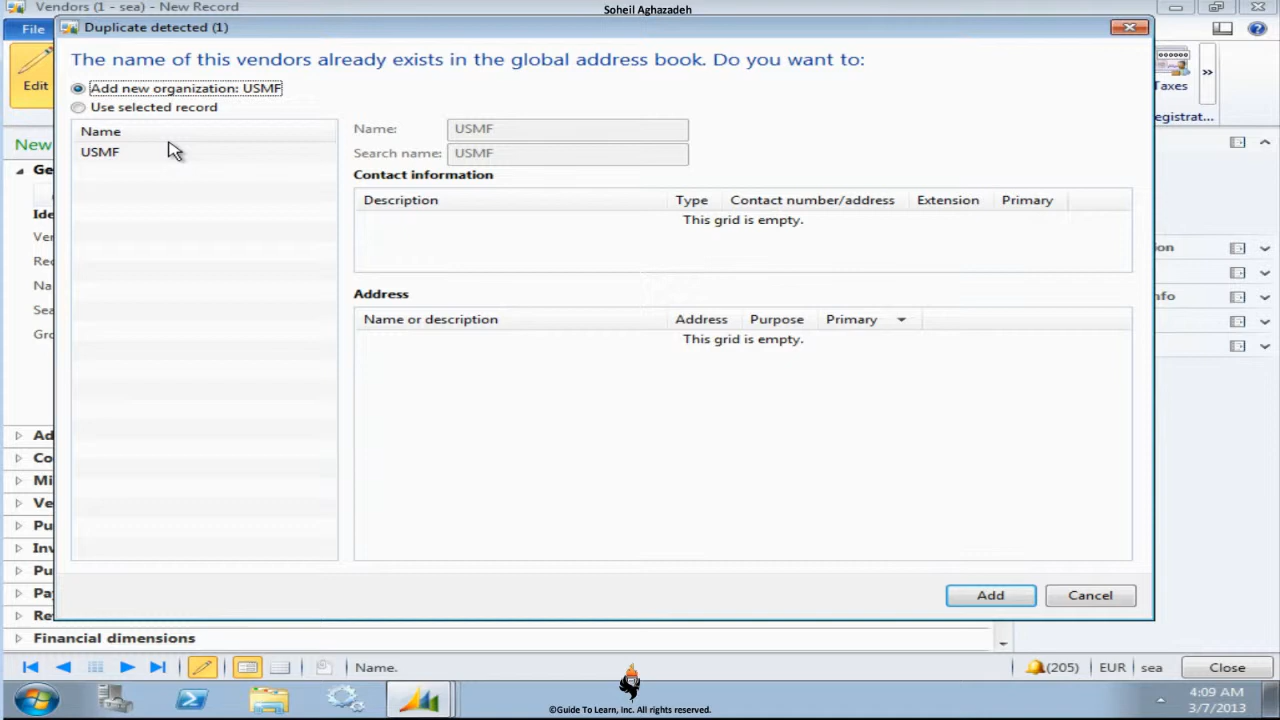 Vendors (1 - sea) - New Record
Soheil Aghazadeh
File
Duplicate detected (1)
The name of this vendors already exists in the global address book. Do you want to:
Edit
Add new organization: USMF
Use selected record
Taxes
egistrat...
New
Name
USMF
Name:
USMF
Search name:
USMF
Contact information
Description
Type
Contact number/address
Extension
Primary
This grid is empty.
Ge
Ide
Ver
Rec
Na
Sea
Gro
on
nfo
Address
Name or description
Address
Purpose
Primary
This grid is empty.
Ad
Co
Mi
Ve
Pu
Inv
Pu
Pa
Re
Add
Cancel
Financial dimensions
Name.
(205)
EUR
sea
Close
4:09 AM
3/7/2013
©Guide To Learn, Inc. All rights reserved.